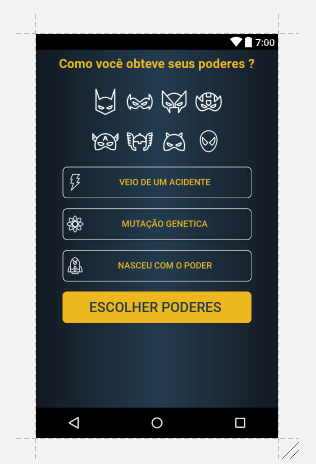 7:00
Como você obteve seus poderes ?
VEIO DE UM ACIDENTE
MUTAÇÃO GENETICA
NASCEU COM O PODER
ESCOLHER PODERES